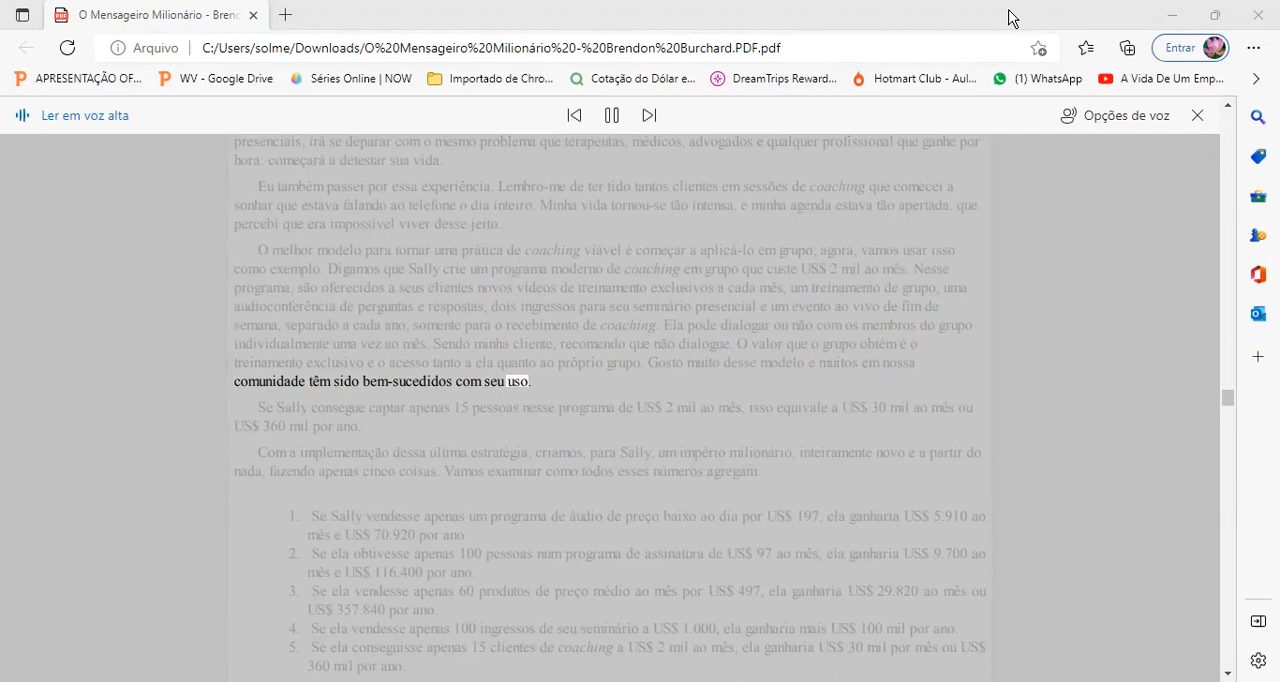 O Mensageiro Milionário - Bren
Arquivo
C:/Users/solme/Downloads/O%20Mensageiro%20Milionário%20-%20Brendon%20Burchard.PDF.pdf
Entrar
APRESENTAÇÃO OF...
WV - Google Drive
Séries Online | NOW
Importado de Chro...
Cotação do Dólar e...
DreamTrips Reward...
Hotmart Club - Aul...
(1) WhatsApp
A Vida De Um Emp...
Ler em voz alta
Opções de voz
presenciais, irá se deparar com o mesmo problema que terapeutas, médicos, advogados e qualquer profissional que ganhe por
hora: começará a detestar sua vida.
Eu também passei por essa experiência. Lembro-me de ter tido tantos clientes em sessões de coaching que comecei a
sonhar que estava falando ao telefone o dia inteiro. Minha vida tornou-se tão intensa, e minha agenda estava tão apertada, que
percebi que era impossível viver desse jeito.
O melhor modelo para tornar uma prática de coaching viável é começar a aplicá-lo em grupo; agora, vamos usar isso
como exemplo. Digamos que Sally crie um programa moderno de coaching em grupo que custe US$ 2 mil ao mês. Nesse
programa, são oferecidos a seus clientes novos vídeos de treinamento exclusivos a cada mês, um treinamento de grupo, uma
audioconferência de perguntas e respostas, dois ingressos para seu seminário presencial e um evento ao vivo de fim de
semana, separado a cada ano, somente para o recebimento de coaching. Ela pode dialogar ou não com os membros do grupo
individualmente uma vez ao mês. Sendo minha cliente, recomendo que não dialogue. O valor que o grupo obtém é o
treinamento exclusivo e o acesso tanto a ela quanto ao próprio grupo. Gosto muito desse modelo e muitos em nossa
comunidade têm sido bem-sucedidos com seu uso.
Se Sally consegue captar apenas 15 pessoas nesse programa de US$ 2 mil ao mês, isso equivale a US$ 30 mil ao mês ou
US$ 360 mil por ano.
Com a implementação dessa última estratégia, criamos, para Sally, um império milionário, inteiramente novo e a partir do
nada, fazendo apenas cinco coisas. Vamos examinar como todos esses números agregam:
1. Se Sally vendesse apenas um programa de áudio de preço baixo ao dia por US$ 197, ela ganharia US$ 5.910 ao
mês e US$ 70.920 por ano.
2. Se ela obtivesse apenas 100 pessoas num programa de assinatura de US$ 97 ao mês, ela ganharia US$ 9.700 ao
mês e US$ 116.400 por ano.
3. Se ela vendesse apenas 60 produtos de preço médio ao mês por US$ 497, ela ganharia US$ 29.820 ao mês ou
US$ 357.840 por ano.
4. Se ela vendesse apenas 100 ingressos de seu seminário a US$ 1.000, ela ganharia mais US$ 100 mil por ano.
5. Se ela conseguisse apenas 15 clientes de coaching a US$ 2 mil ao mês, ela ganharia US$ 30 mil por mês ou US$
360 mil por ano.